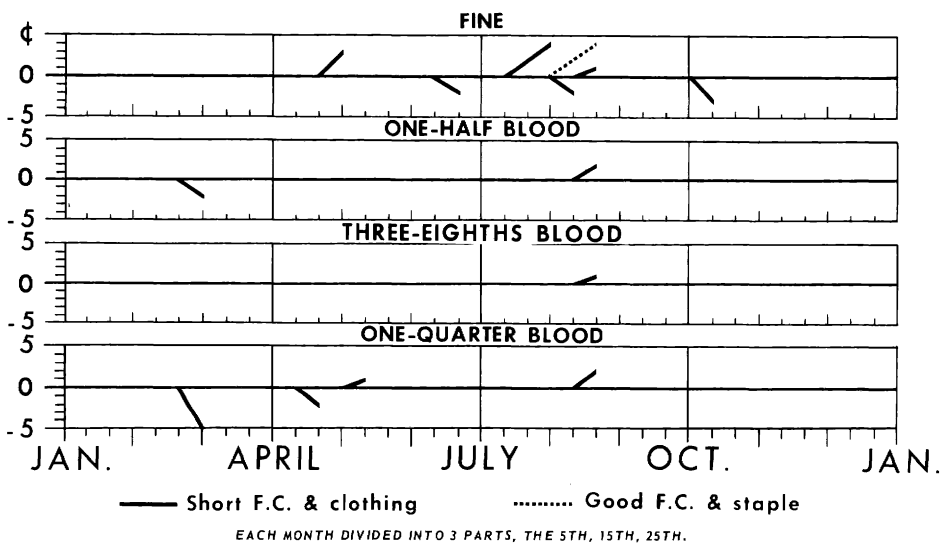 FINE
¢
0
-5
ONE-HALF BLOOD
5
0
-5
THREE-EIGHTHS BLOOD
5
0
-5
ONE-QUARTER BLOOD
5
0
-5
JAN. APRIL JULY OCT. JAN.
Short F.C. & clothing Good F.C. & staple
EACH MONTH DIVIDED INTO 3 PARTS, THE 5TH, 15TH, 25TH.